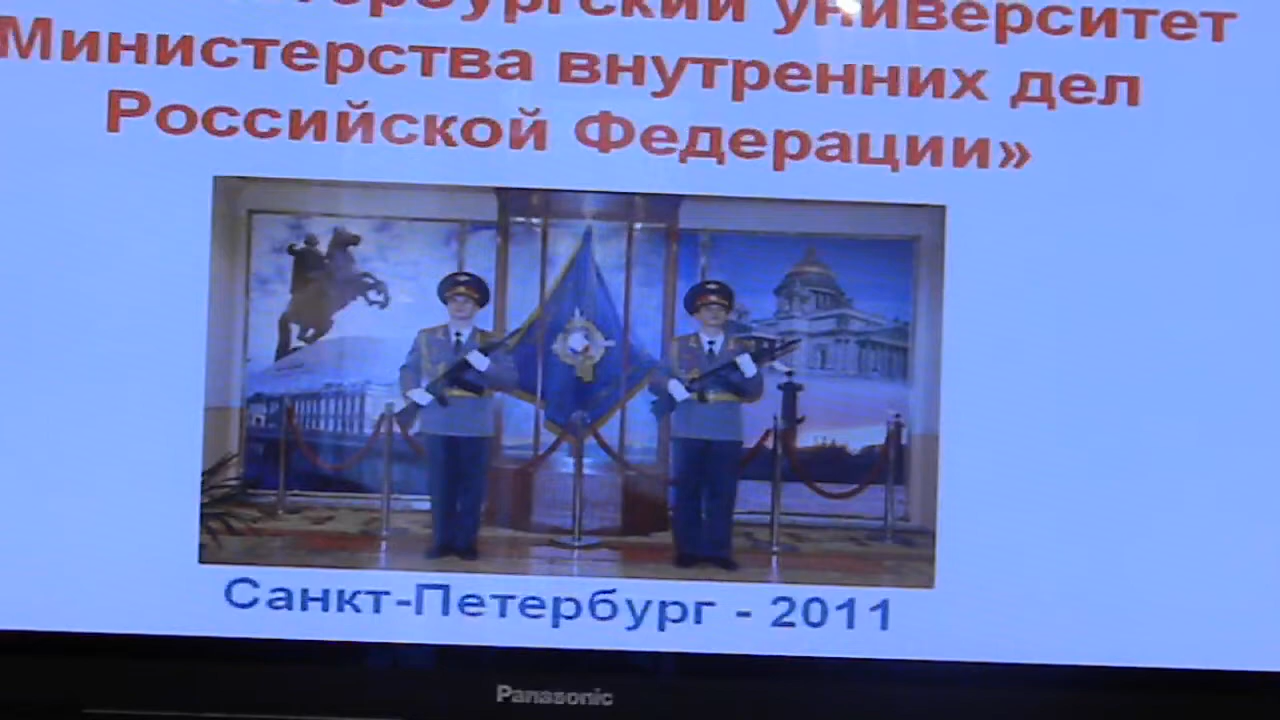 университет
Министерства внутренних дел
Российской Федерации»
Санкт-Петербург - 2011
Panasonic